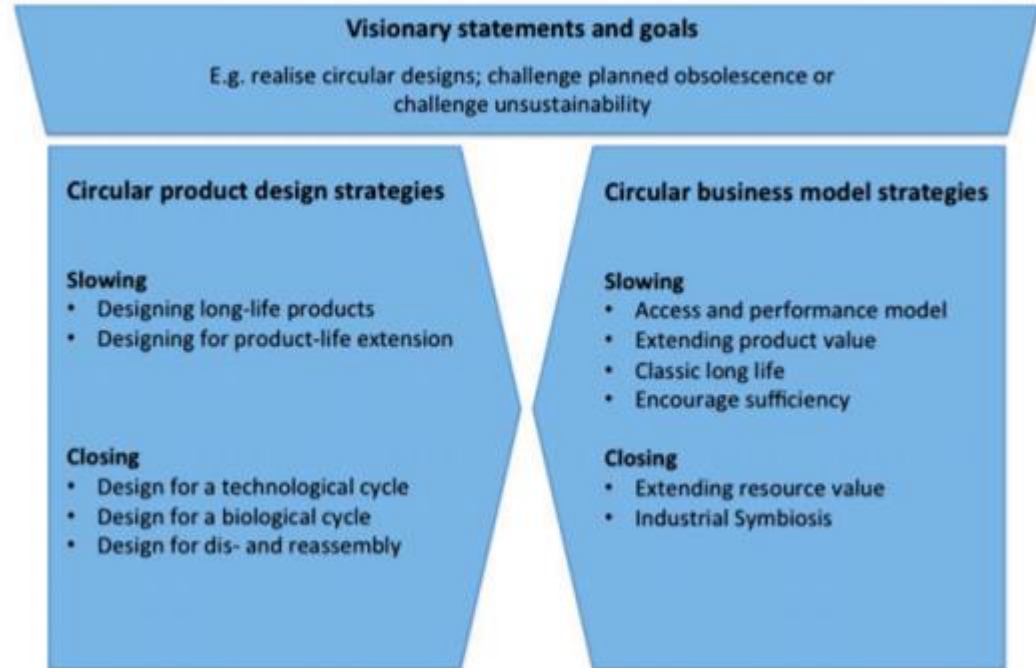 Visionary statements and goals
E.g. realise circular designs; challenge planned obsolescence or
challenge unsustainability
Circular product design strategies
Slowing
• Designing long-life products
• Designing for product-life extension
Closing
• Design for a technological cycle
• Design for a biological cycle
• Design for dis- and reassembly
Circular business model strategies
Slowing
• Access and performance model
• Extending product value
• Classic long life
• Encourage sufficiency
Closing
• Extending resource value
• Industrial Symbiosis